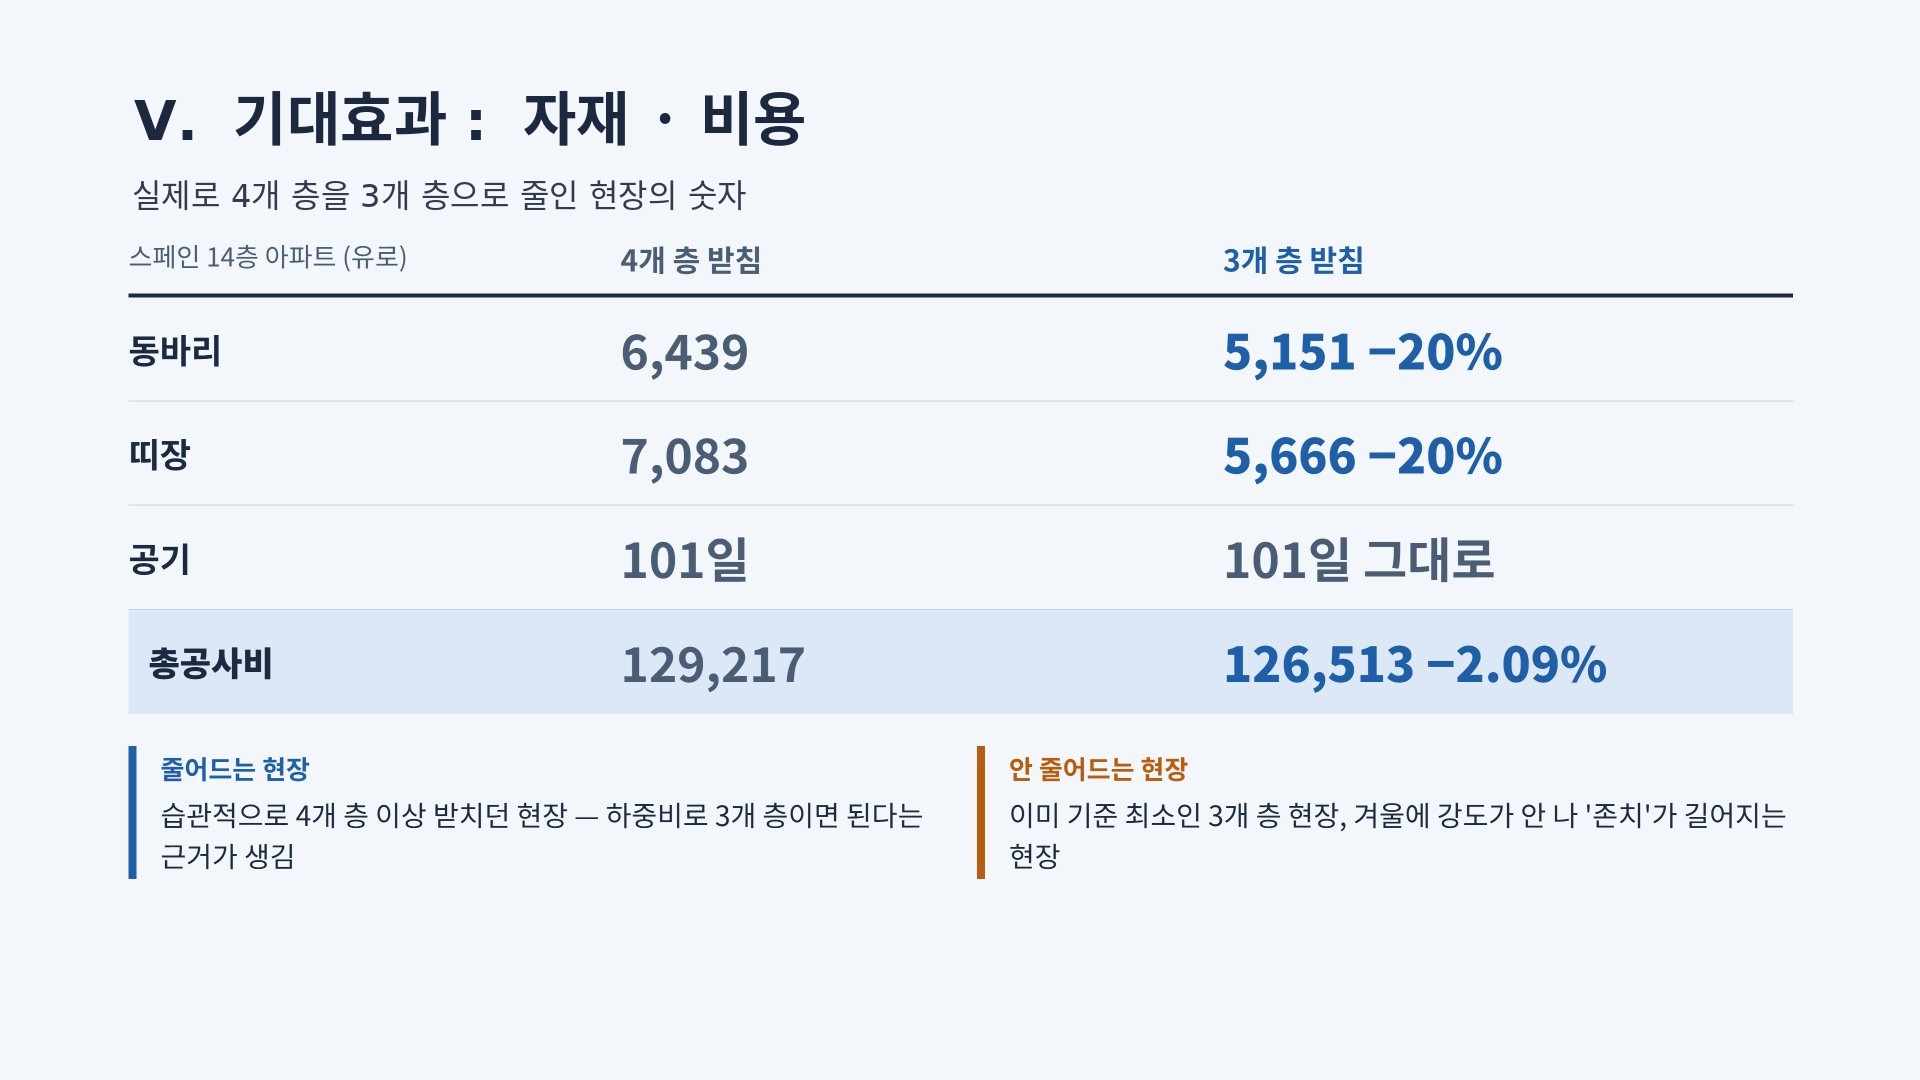 V. 기대효과 : 자재 · 비용
실제로 4개 층을 3개 층으로 줄인 현장의 숫자
스페인 14층 아파트 (유로) 4개 층 받침 3개 층 받침
동바리 6,439 5,151 −20%
띠장 7,083 5,666 −20%
공기 101일 101일 그대로
총공사비 129,217 126,513 −2.09%
줄어드는 현장
습관적으로 4개 층 이상 받치던 현장 — 하중비로 3개 층이면 된다는
근거가 생김
안 줄어드는 현장
이미 기준 최소인 3개 층 현장, 겨울에 강도가 안 나 '존치'가 길어지는
현장